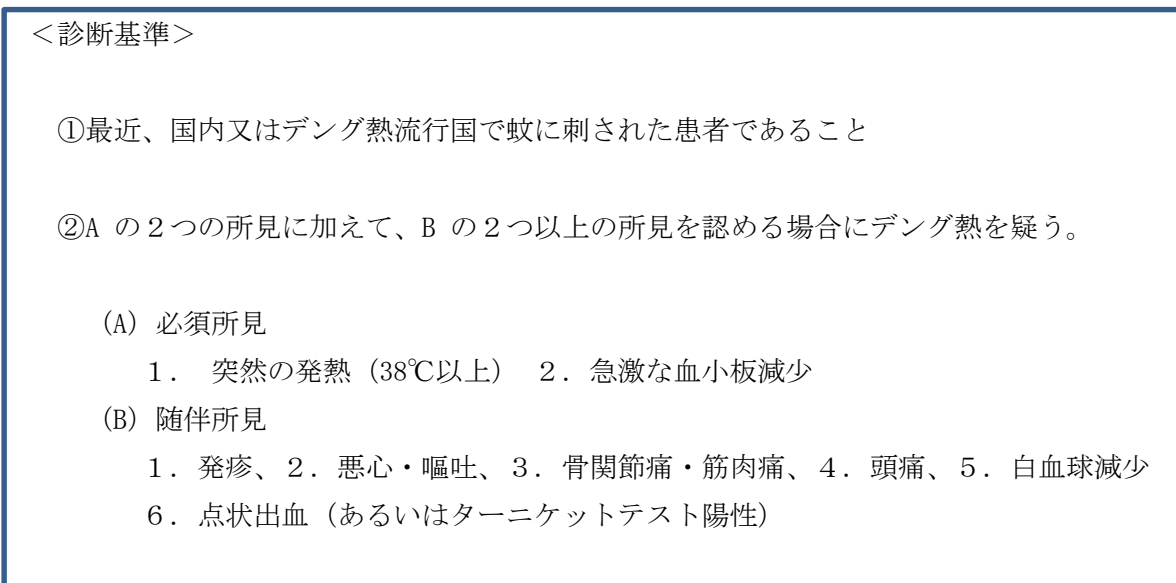 ＜診断基準＞
①最近、国内又はデング熱流行国で蚊に刺された患者であること
②A の２つの所見に加えて、B の２つ以上の所見を認める場合にデング熱を疑う。
(A) 必須所見
１． 突然の発熱（38℃以上） ２．急激な血小板減少
(B) 随伴所見
１．発疹、２．悪心・嘔吐、３．骨関節痛・筋肉痛、４．頭痛、５．白血球減少
６．点状出血（あるいはターニケットテスト陽性）